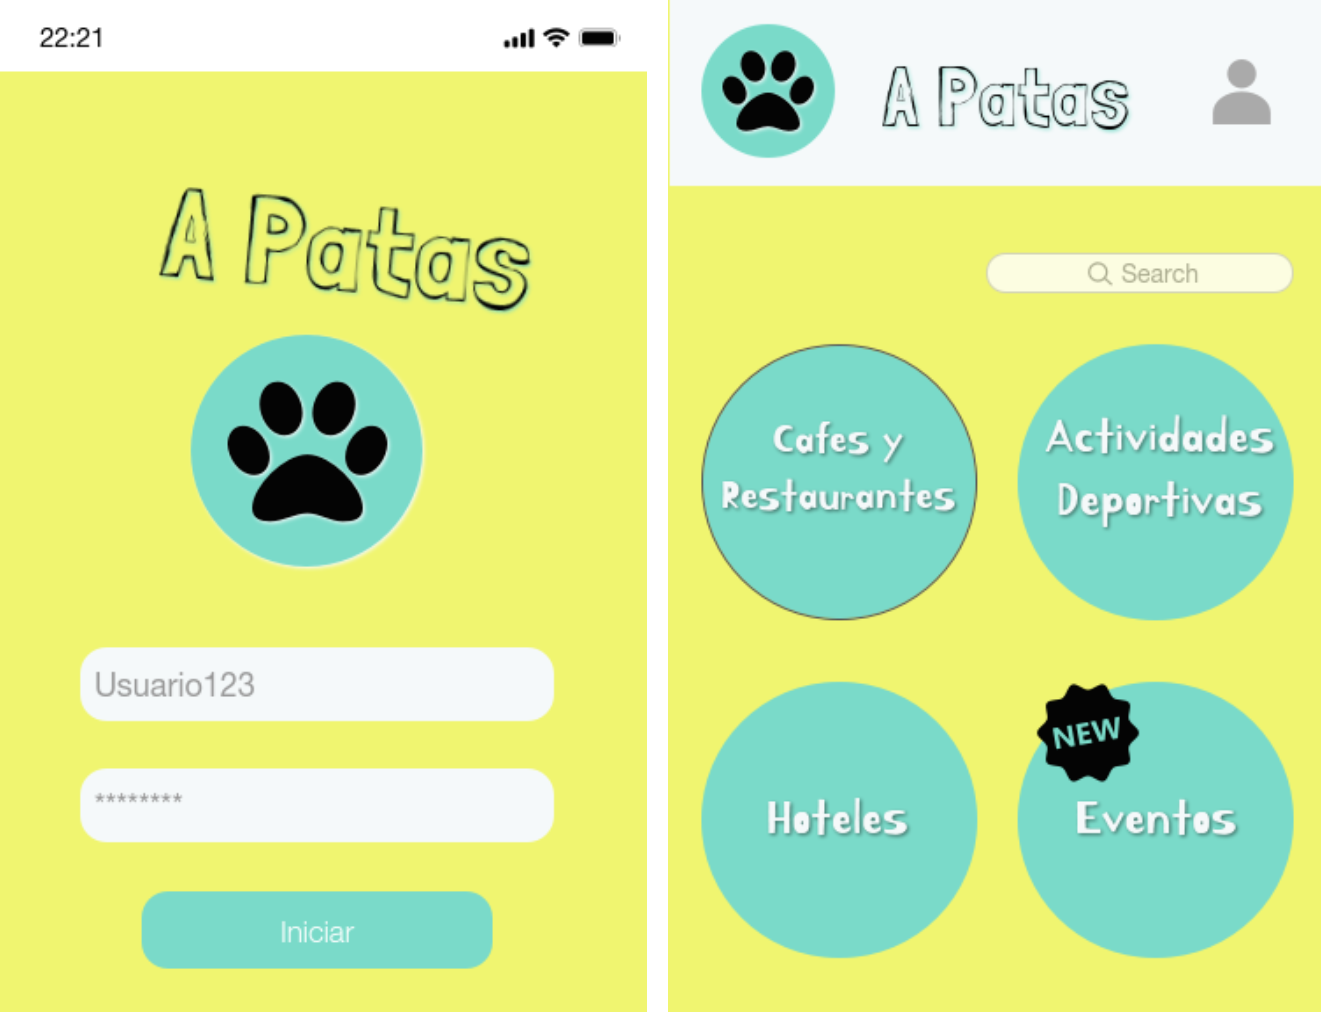 22:21
A Patas
Usuario123
********
Iniciar
A Patas
Search
Cafes y
Restaurantes
Actividades
Deportivas
Hoteles
NEW
Eventos